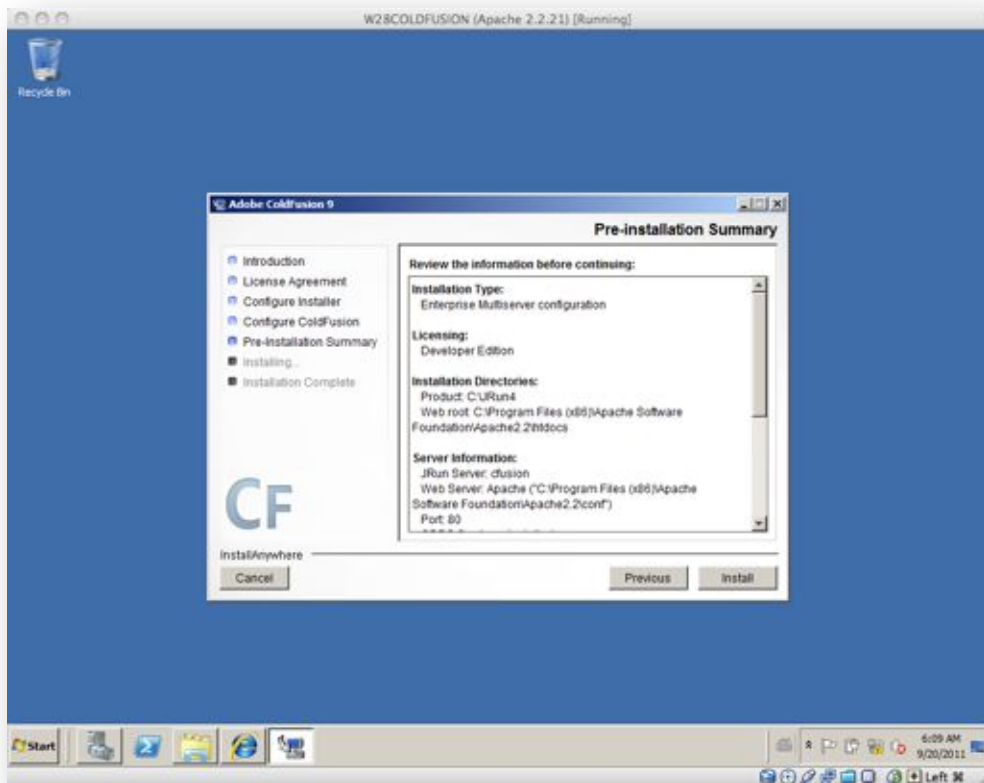 W28COLDFUSION (Apache 2.2.21) [Running]
Recycle Bin
Adobe ColdFusion 9
Pre-installation Summary
Introduction
License Agreement
Configure Installer
Configure ColdFusion
Pre-Installation Summary
Installing...
Installation Complete
CF
Review the information before continuing:
Installation Type:
Enterprise Multiserver configuration
Licensing:
Developer Edition
Installation Directories:
Product: C:\JRun4
Web root: C:\Program Files (x86)\Apache Software
Foundation\Apache2.2\htdocs
Server Information:
JRun Server: cfusion
Web Server: Apache ("C:\Program Files (x86)\Apache
Software Foundation\Apache2.2\conf")
Port: 80
InstallAnywhere
Cancel
Previous
Install
Start
6:09 AM
9/20/2011
Left ⌘